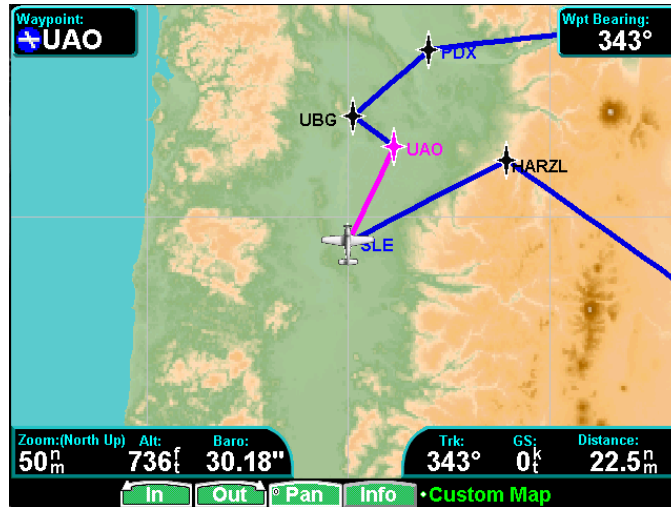 Waypoint:
UAO
Wpt Bearing:
343°
PDX
UBG
UAO
HARZL
SLE
Zoom:(North Up) Alt: Baro:
50nm 736ft 30.18"
Trk: GS: Distance:
343° 0kt 22.5nm
In Out Pan Info Custom Map